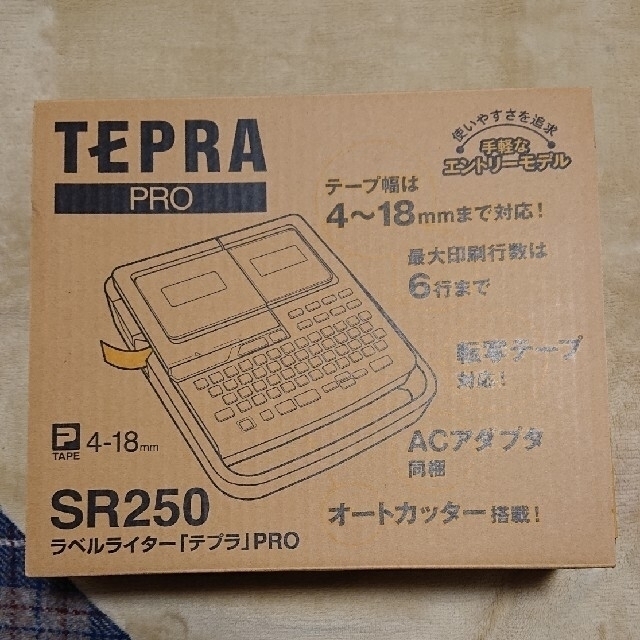 TEPRA
PRO
使いやすさを追求
手軽な
エントリーモデル
テープ幅は
4〜18mmまで対応!
最大印刷行数は
6行まで
転写テープ
対応!
ACアダプタ
同梱
オートカッター搭載!
TAPE 4-18mm
SR250
ラベルライター「テプラ」PRO